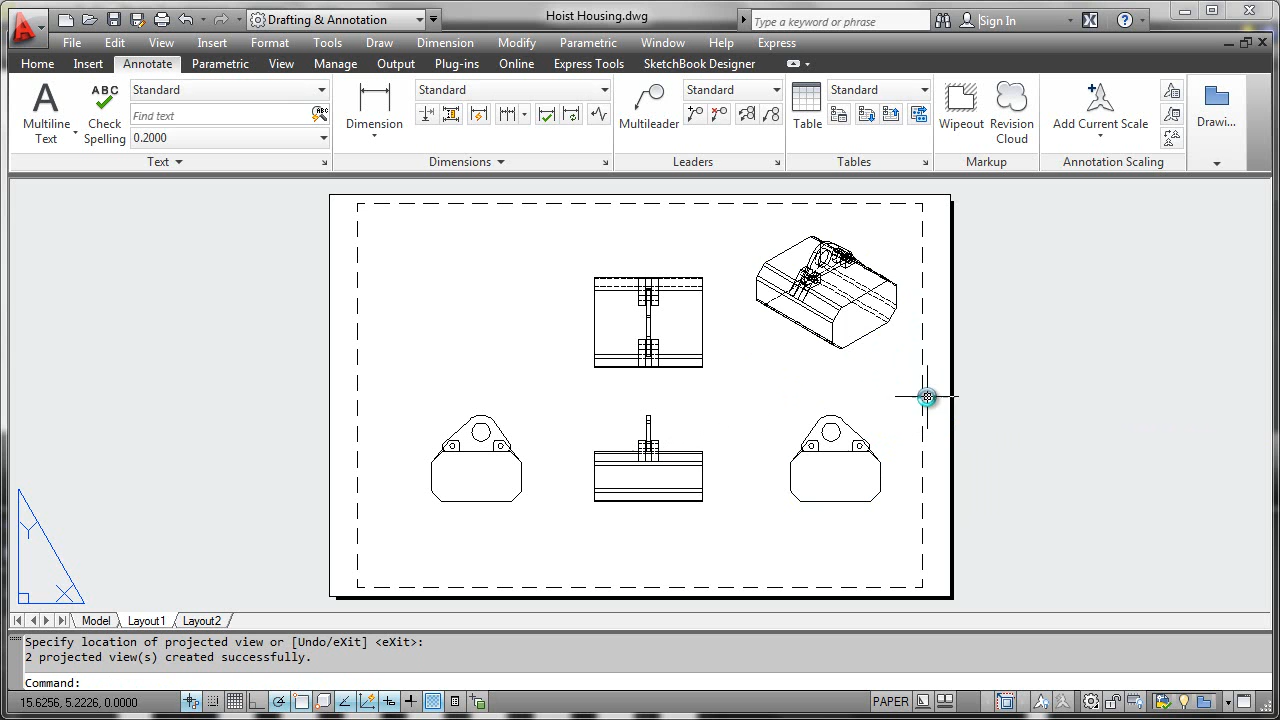 Drafting & Annotation
Hoist Housing.dwg
Type a keyword or phrase
Sign In
File Edit View Insert Format Tools Draw Dimension Modify Parametric Window Help Express
Home Insert Annotate Parametric View Manage Output Plug-ins Online Express Tools SketchBook Designer
A
Multiline
Text
ABC
Check
Spelling
Standard
Find text
0.2000
Text
Standard
Dimension
Dimensions
Multileader
Standard
Leaders
Table
Standard
Tables
Wipeout
Revision
Cloud
Markup
Add Current Scale
Annotation Scaling
Drawi...
Y
X
Model Layout1 Layout2
Specify location of projected view or [Undo/eXit] <eXit>:
2 projected view(s) created successfully.
Command:
15.6256, 5.2226, 0.0000
PAPER